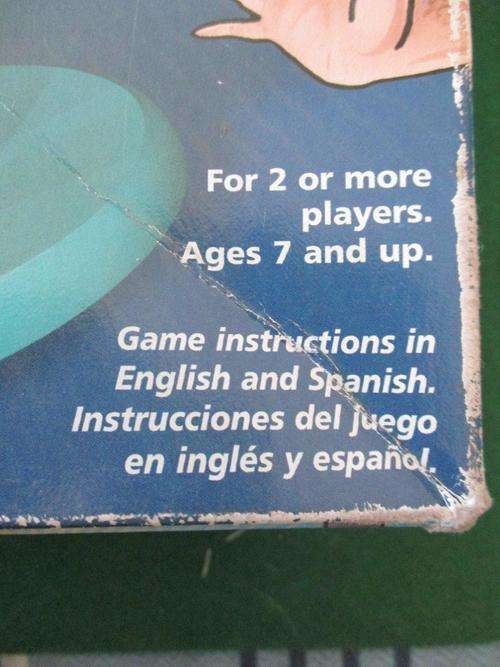 For 2 or more
players.
Ages 7 and up.
Game instructions in
English and Spanish.
Instrucciones del juego
en inglés y español.